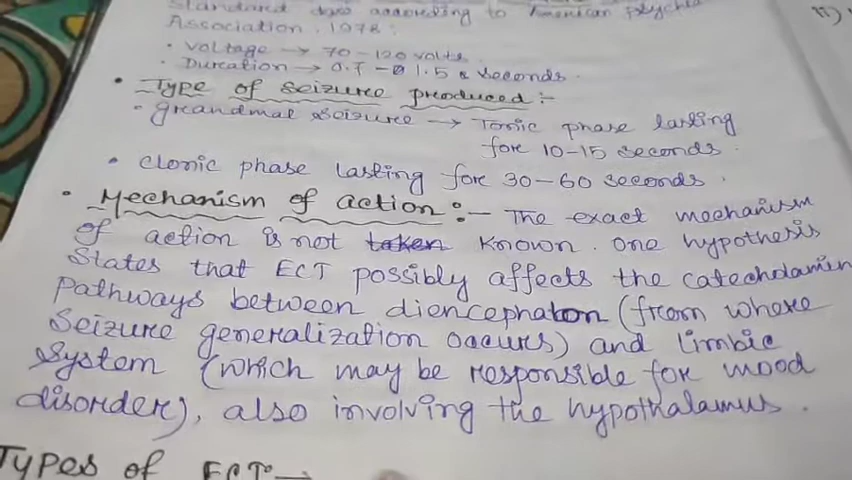 Standard dose according to American Psychia
Association, 1978.
• Voltage → 70-120 volts.
• Duration → 0.7 - 1.5 seconds.
• Type of seizure produced :-
• Grandmal seizure → Tonic phase lasting
for 10-15 seconds.
• clonic phase lasting for 30-60 seconds.
• Mechanism of action :- The exact mechanism
of action is not taken known. One hypothesis
States that ECT possibly affects the catecholamin
Pathways between diencephalon (from where
Seizure generalization occurs) and limbic
System (which may be responsible for mood
disorder), also involving the hypothalamus.
Types of ECT →
11)